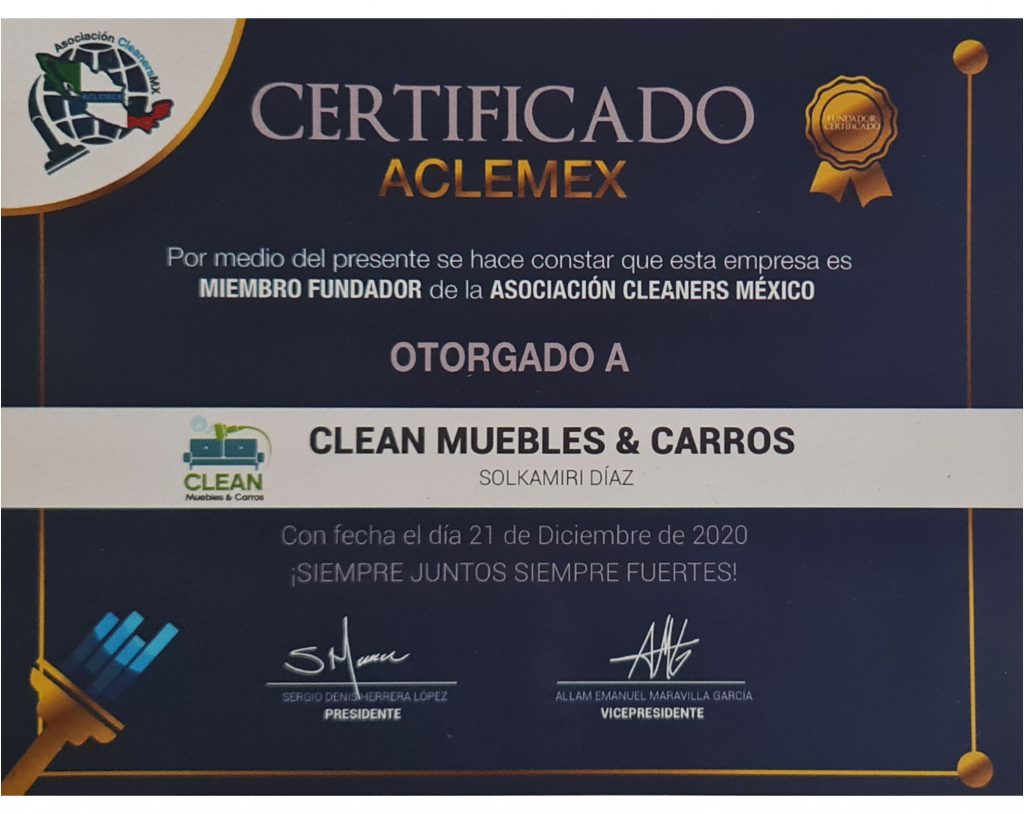 Asociación CleanersMX
ACLEMEX
CERTIFICADO
ACLEMEX
FUNDADOR
CERTIFICADO
Por medio del presente se hace constar que esta empresa es
MIEMBRO FUNDADOR de la ASOCIACIÓN CLEANERS MÉXICO
OTORGADO A
CLEAN
Muebles & Carros
CLEAN MUEBLES & CARROS
SOLKAMIRI DÍAZ
Con fecha el día 21 de Diciembre de 2020
¡SIEMPRE JUNTOS SIEMPRE FUERTES!
SERGIO DENIS HERRERA LÓPEZ
PRESIDENTE
ALLAM EMANUEL MARAVILLA GARCÍA
VICEPRESIDENTE